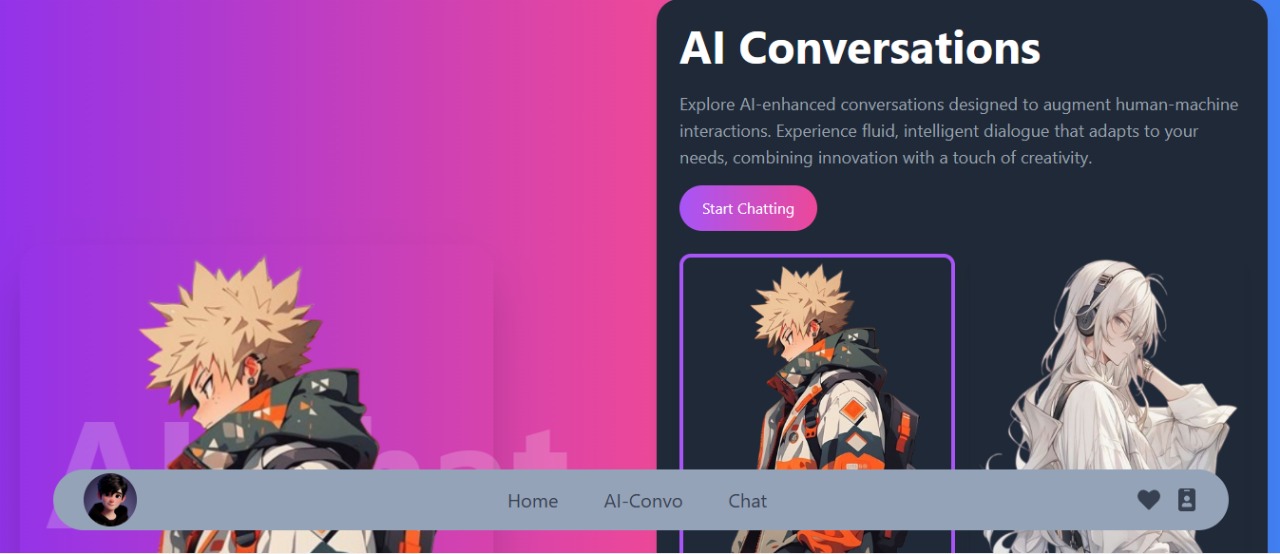 AI Conversations
Explore AI-enhanced conversations designed to augment human-machine
interactions. Experience fluid, intelligent dialogue that adapts to your
needs, combining innovation with a touch of creativity.
Start Chatting
Home
AI-Convo
Chat